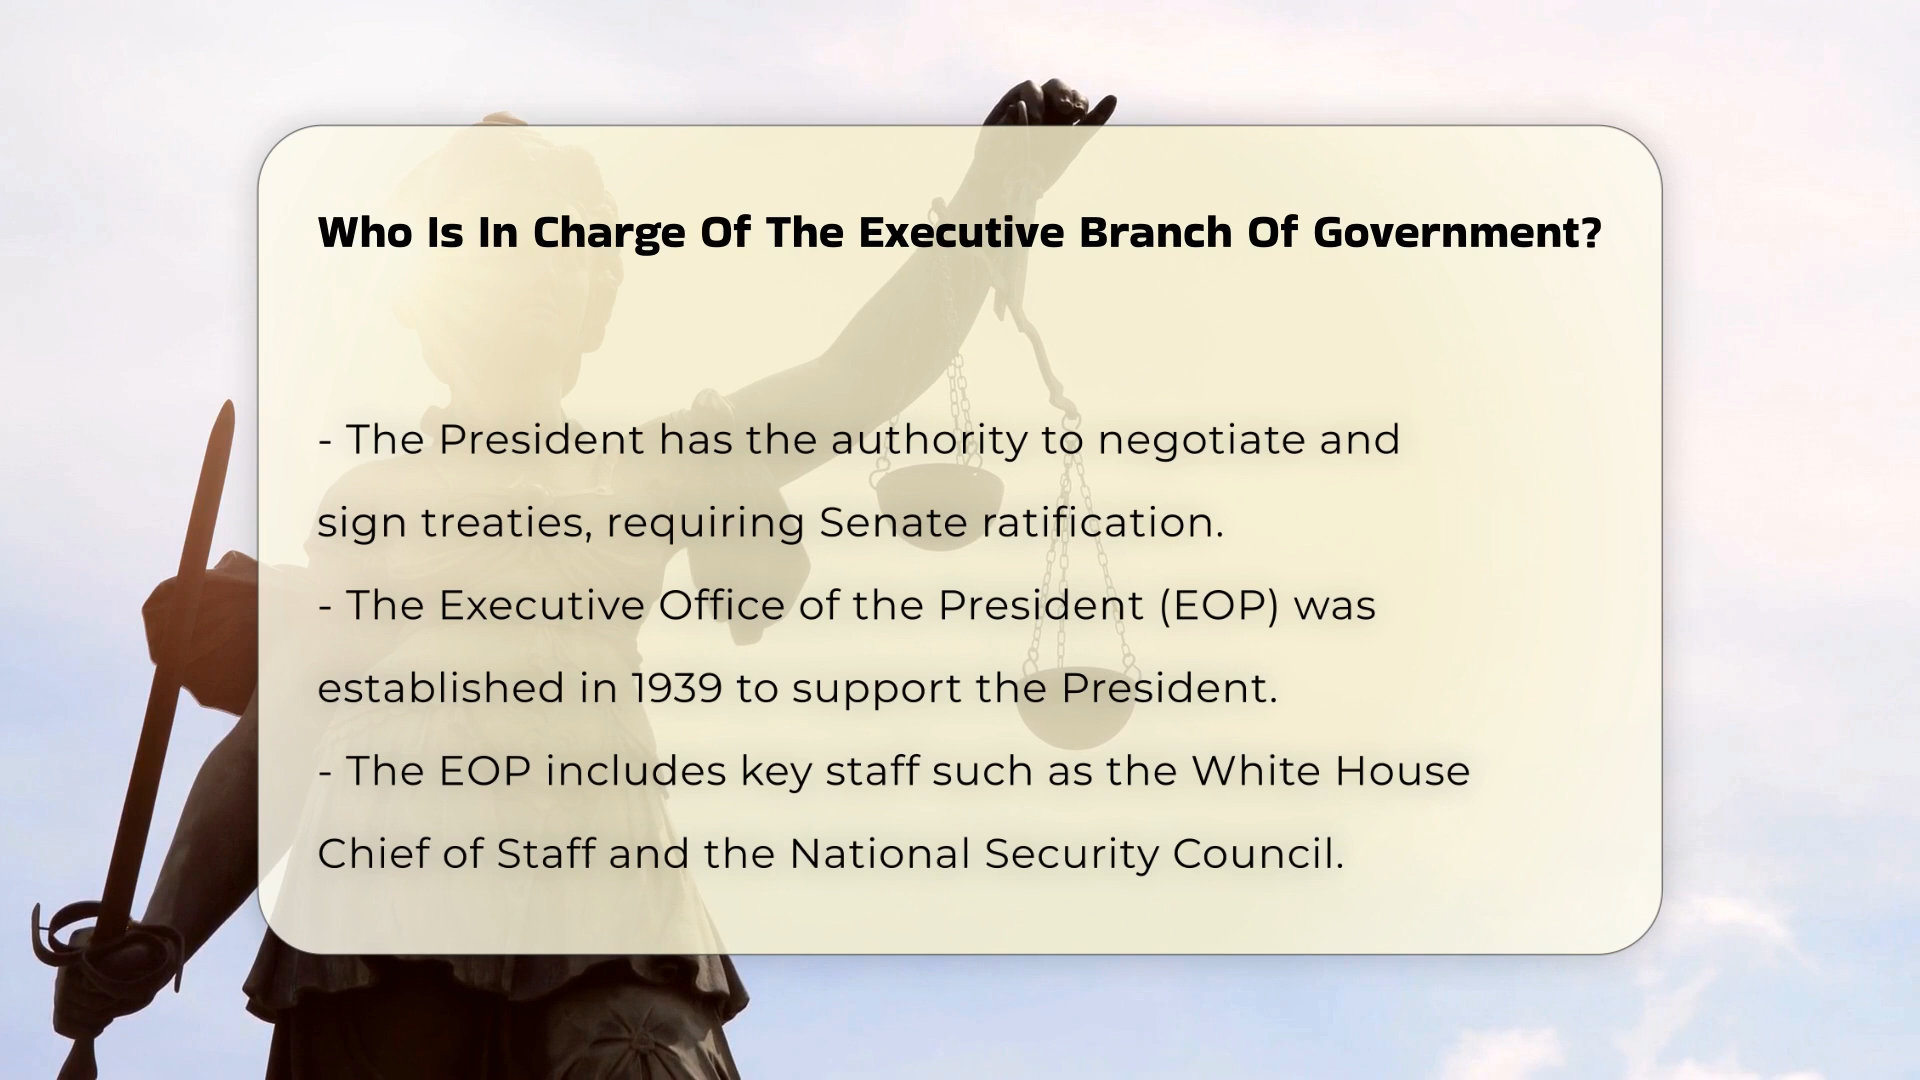 Who Is In Charge Of The Executive Branch Of Government?
- The President has the authority to negotiate and
sign treaties, requiring Senate ratification.
- The Executive Office of the President (EOP) was
established in 1939 to support the President.
- The EOP includes key staff such as the White House
Chief of Staff and the National Security Council.